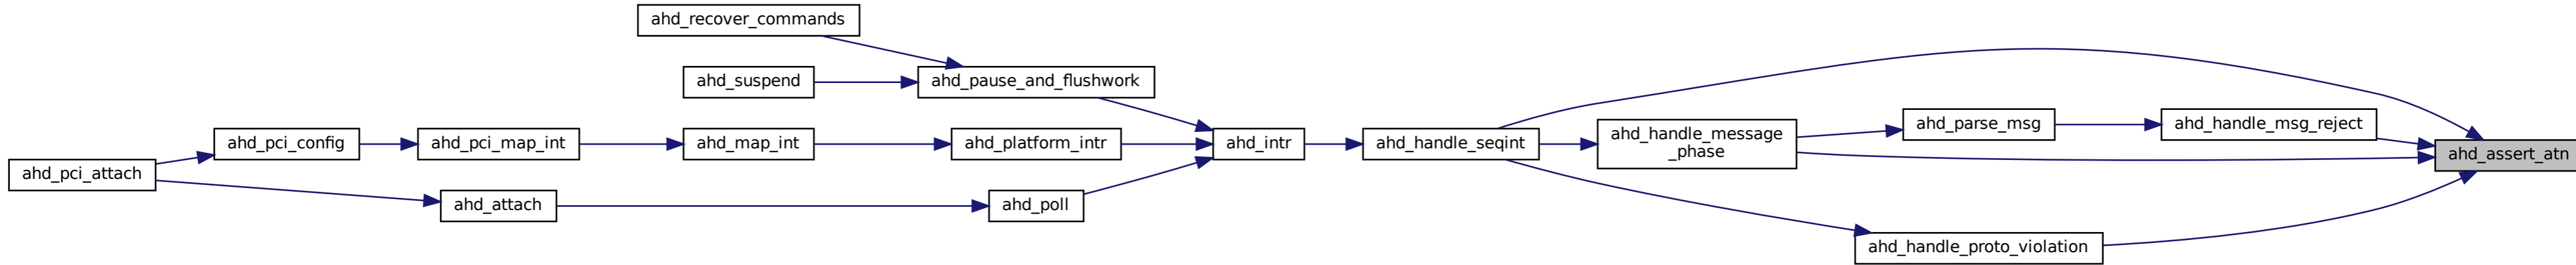 ahd_recover_commands
ahd_suspend
ahd_pause_and_flushwork
ahd_pci_config
ahd_pci_map_int
ahd_map_int
ahd_platform_intr
ahd_intr
ahd_handle_seqint
ahd_handle_message
_phase
ahd_parse_msg
ahd_handle_msg_reject
ahd_assert_atn
ahd_pci_attach
ahd_attach
ahd_poll
ahd_handle_proto_violation